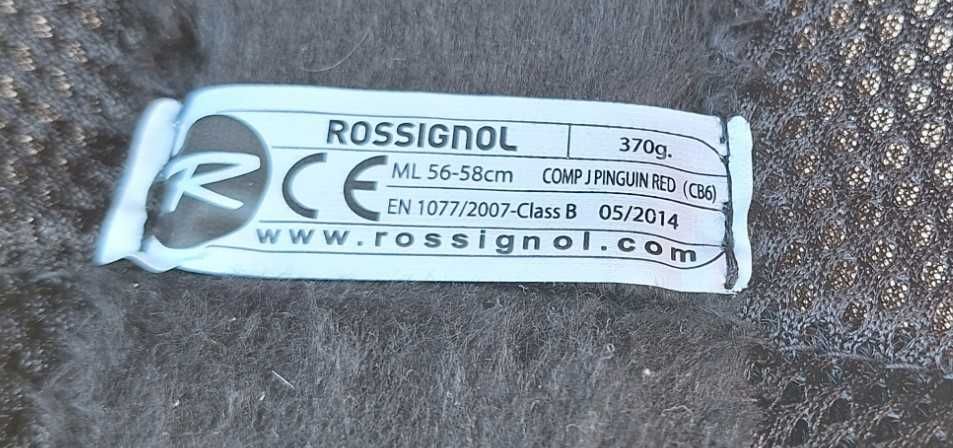 ROSSIGNOL 370g.
R CE ML 56-58cm COMP J PINGUIN RED (CB6)
EN 1077/2007-Class B 05/2014
www.rossignol.com